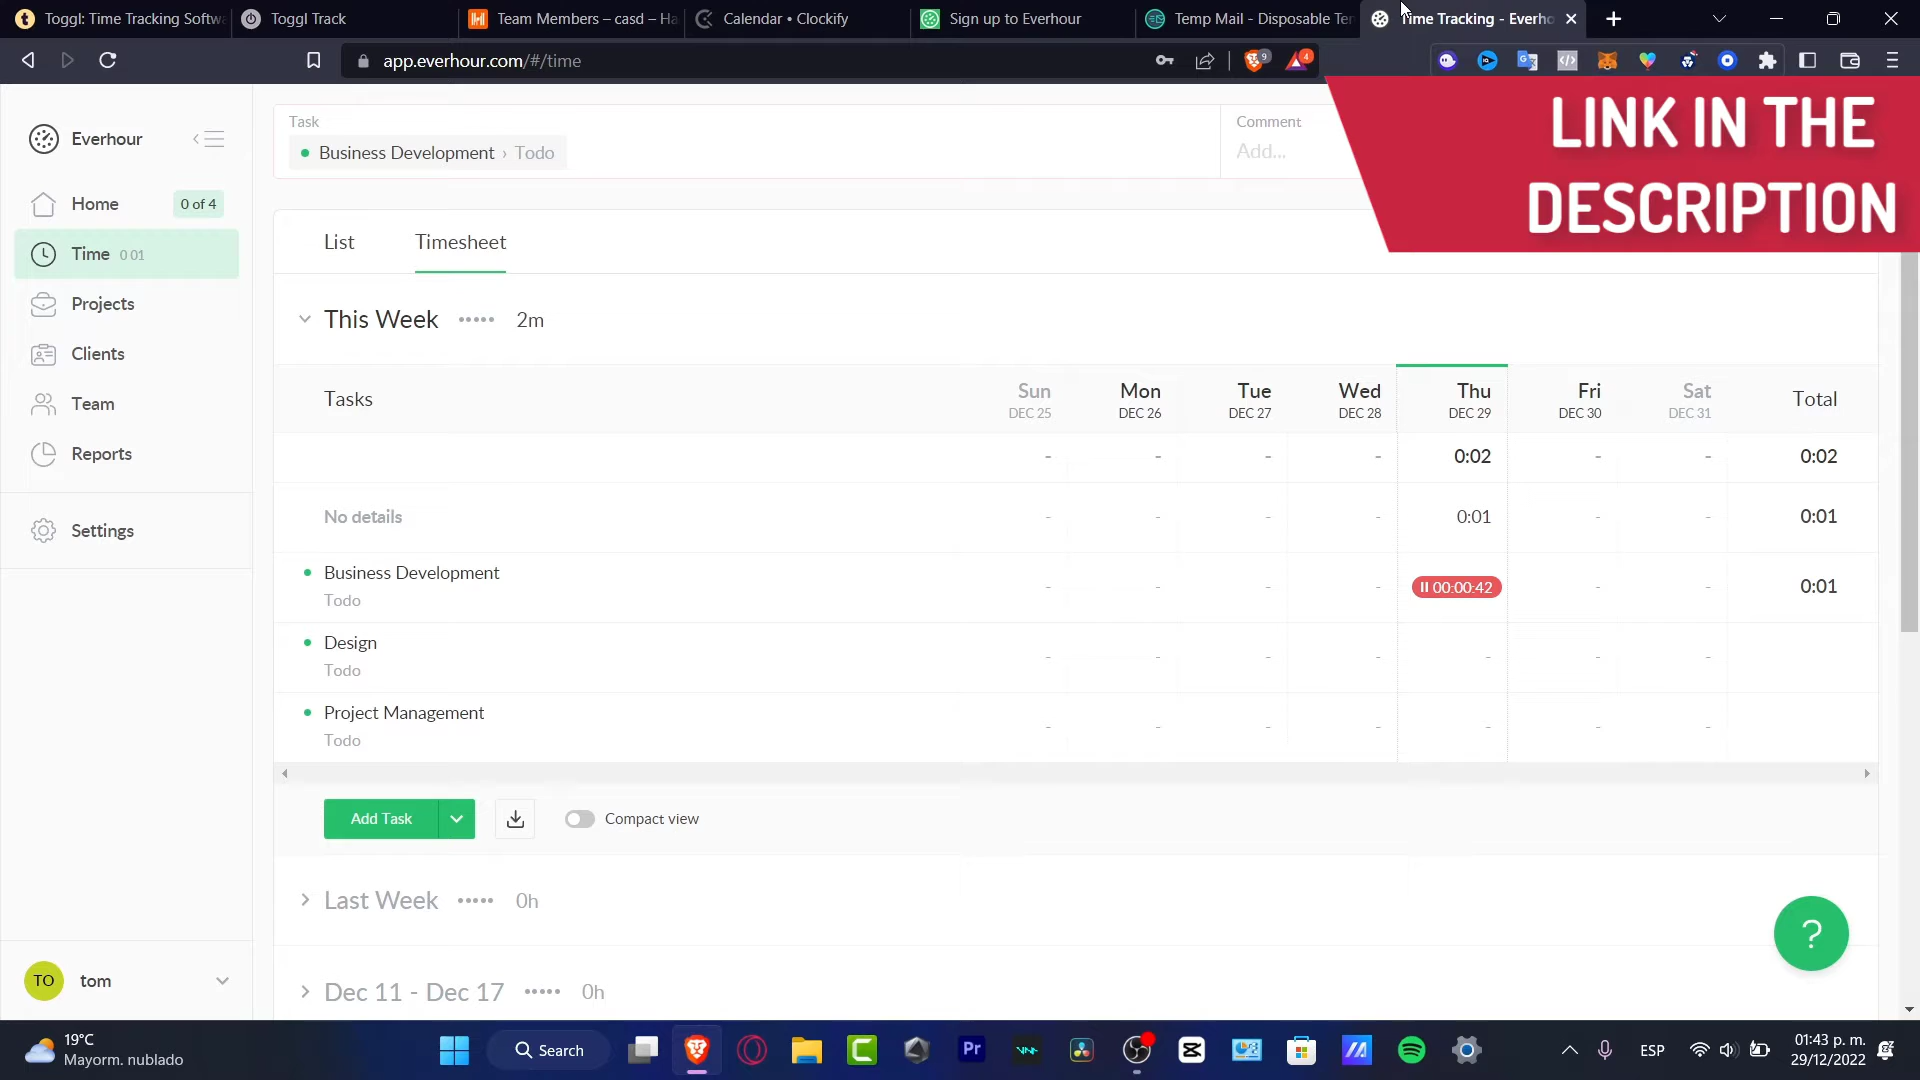 Toggl: Time Tracking Softwa
Toggl Track
Team Members – casd – Ha
Calendar • Clockify
Sign up to Everhour
Temp Mail - Disposable Ter
Time Tracking - Everho
app.everhour.com/#/time
9
4
LINK IN THE
DESCRIPTION
Everhour
Home 0 of 4
Time 0 01
Projects
Clients
Team
Reports
Settings
TO tom
Task
Business Development › Todo
Comment
Add...
List Timesheet
This Week 2m
Tasks Sun Mon Tue Wed Thu Fri Sat Total
DEC 25 DEC 26 DEC 27 DEC 28 DEC 29 DEC 30 DEC 31
- - - - 0:02 - - 0:02
No details - - - - 0:01 - - 0:01
Business Development - - - - 00:00:42 - - 0:01
Todo
Design - - - - - - -
Todo
Project Management - - - - - - -
Todo
Add Task Compact view
Last Week 0h
Dec 11 - Dec 17 0h
?
19°C
Mayorm. nublado
Search
Pr
ESP
01:43 p. m.
29/12/2022